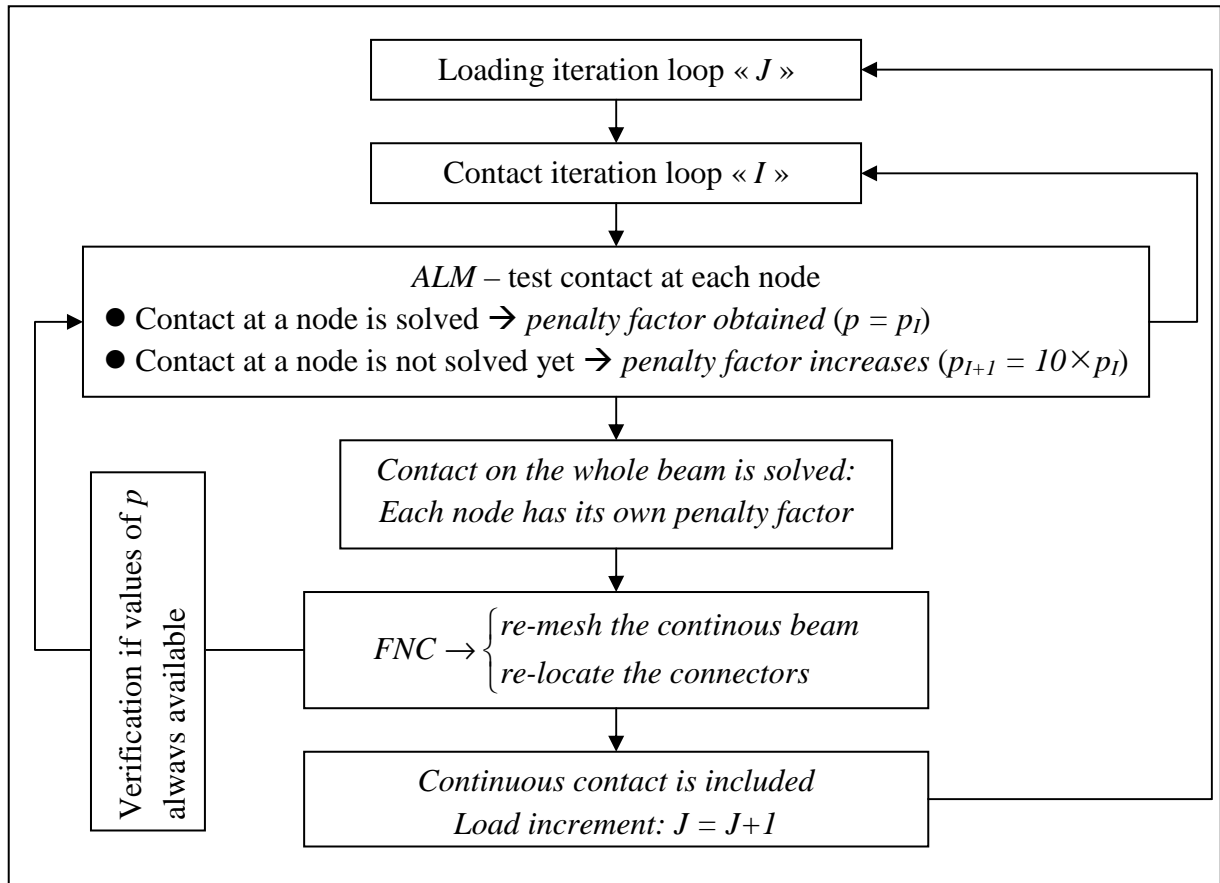 Loading iteration loop « J »
Contact iteration loop « I »
ALM – test contact at each node
● Contact at a node is solved → penalty factor obtained (p = p_I)
● Contact at a node is not solved yet → penalty factor increases (p_{I+1} = 10×p_I)
Contact on the whole beam is solved:
Each node has its own penalty factor
Verification if values of p
always available
FNC → { re-mesh the continous beam
re-locate the connectors
Continuous contact is included
Load increment: J = J+1